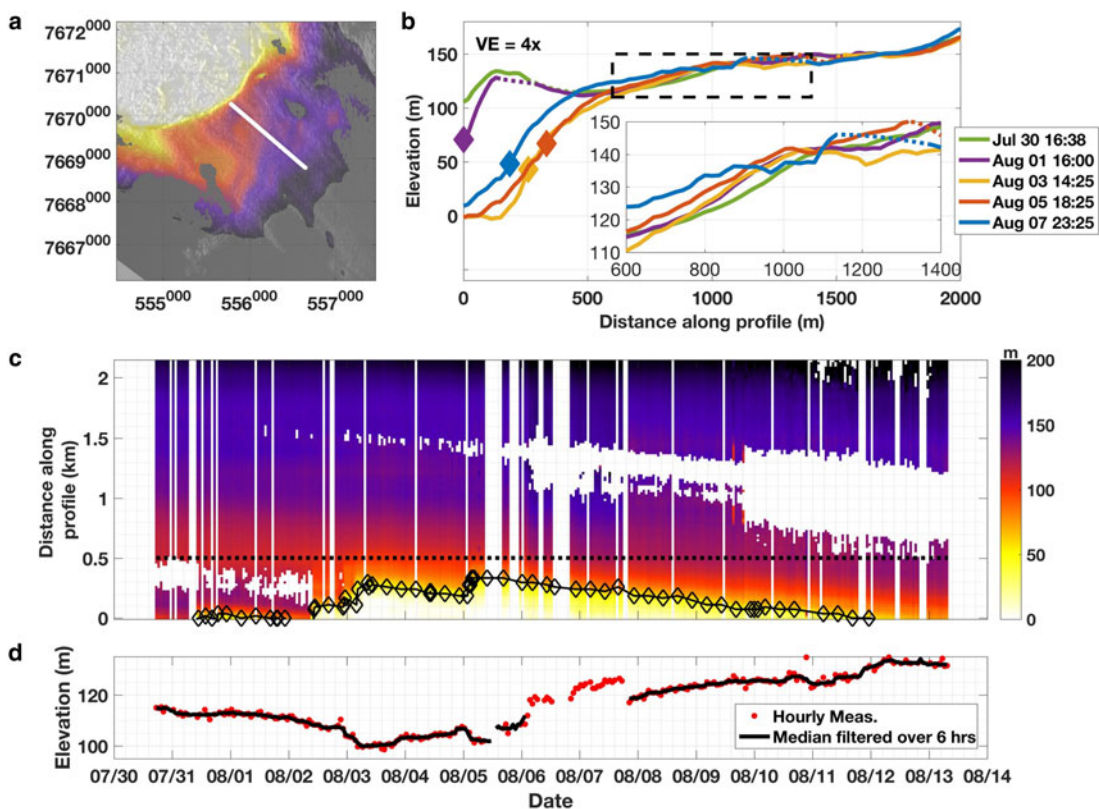 a
7672000
7671000
7670000
7669000
7668000
7667000
555000 556000 557000
b
VE = 4x
Elevation (m)
150
100
50
0
0 500 1000 1500 2000
Distance along profile (m)
150
140
130
120
110
600 800 1000 1200 1400
Jul 30 16:38
Aug 01 16:00
Aug 03 14:25
Aug 05 18:25
Aug 07 23:25
c
Distance along
profile (km)
2
1.5
1
0.5
0
m
200
150
100
50
0
d
Elevation (m)
120
100
Hourly Meas.
Median filtered over 6 hrs
07/30 07/31 08/01 08/02 08/03 08/04 08/05 08/06 08/07 08/08 08/09 08/10 08/11 08/12 08/13 08/14
Date